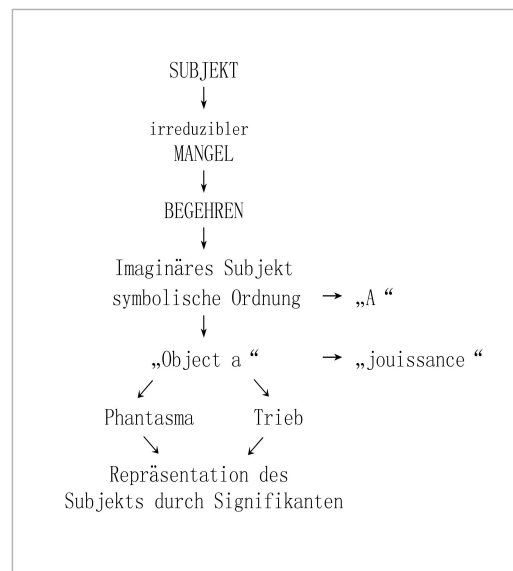 SUBJEKT
irreduzibler
MANGEL
BEGEHREN
Imaginäres Subjekt
symbolische Ordnung → „A “
„Object a “ → „jouissance “
Phantasma Trieb
Repräsentation des
Subjekts durch Signifikanten